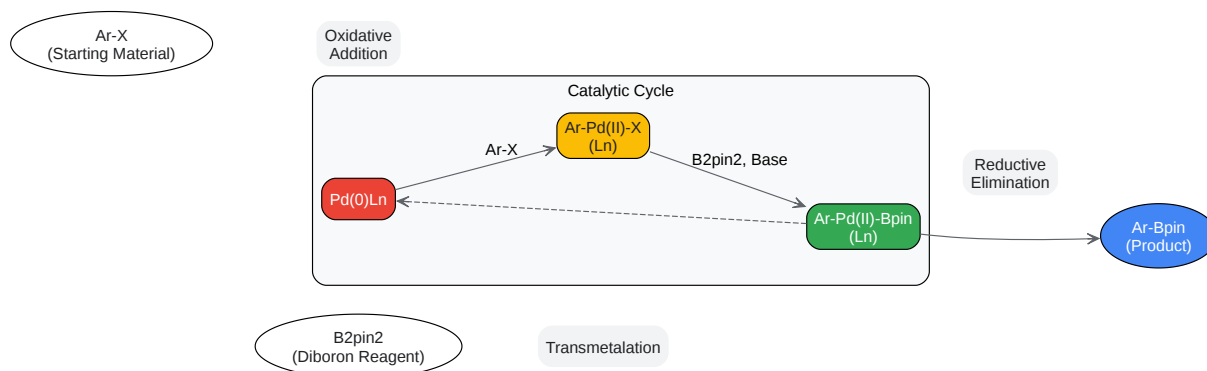 Ar-X
(Starting Material)
Oxidative
Addition
Catalytic Cycle
Ar-Pd(II)-X
(Ln)
Ar-X
B2pin2, Base
Pd(0)Ln
Ar-Pd(II)-Bpin
(Ln)
Reductive
Elimination
Ar-Bpin
(Product)
B2pin2
(Diboron Reagent)
Transmetalation